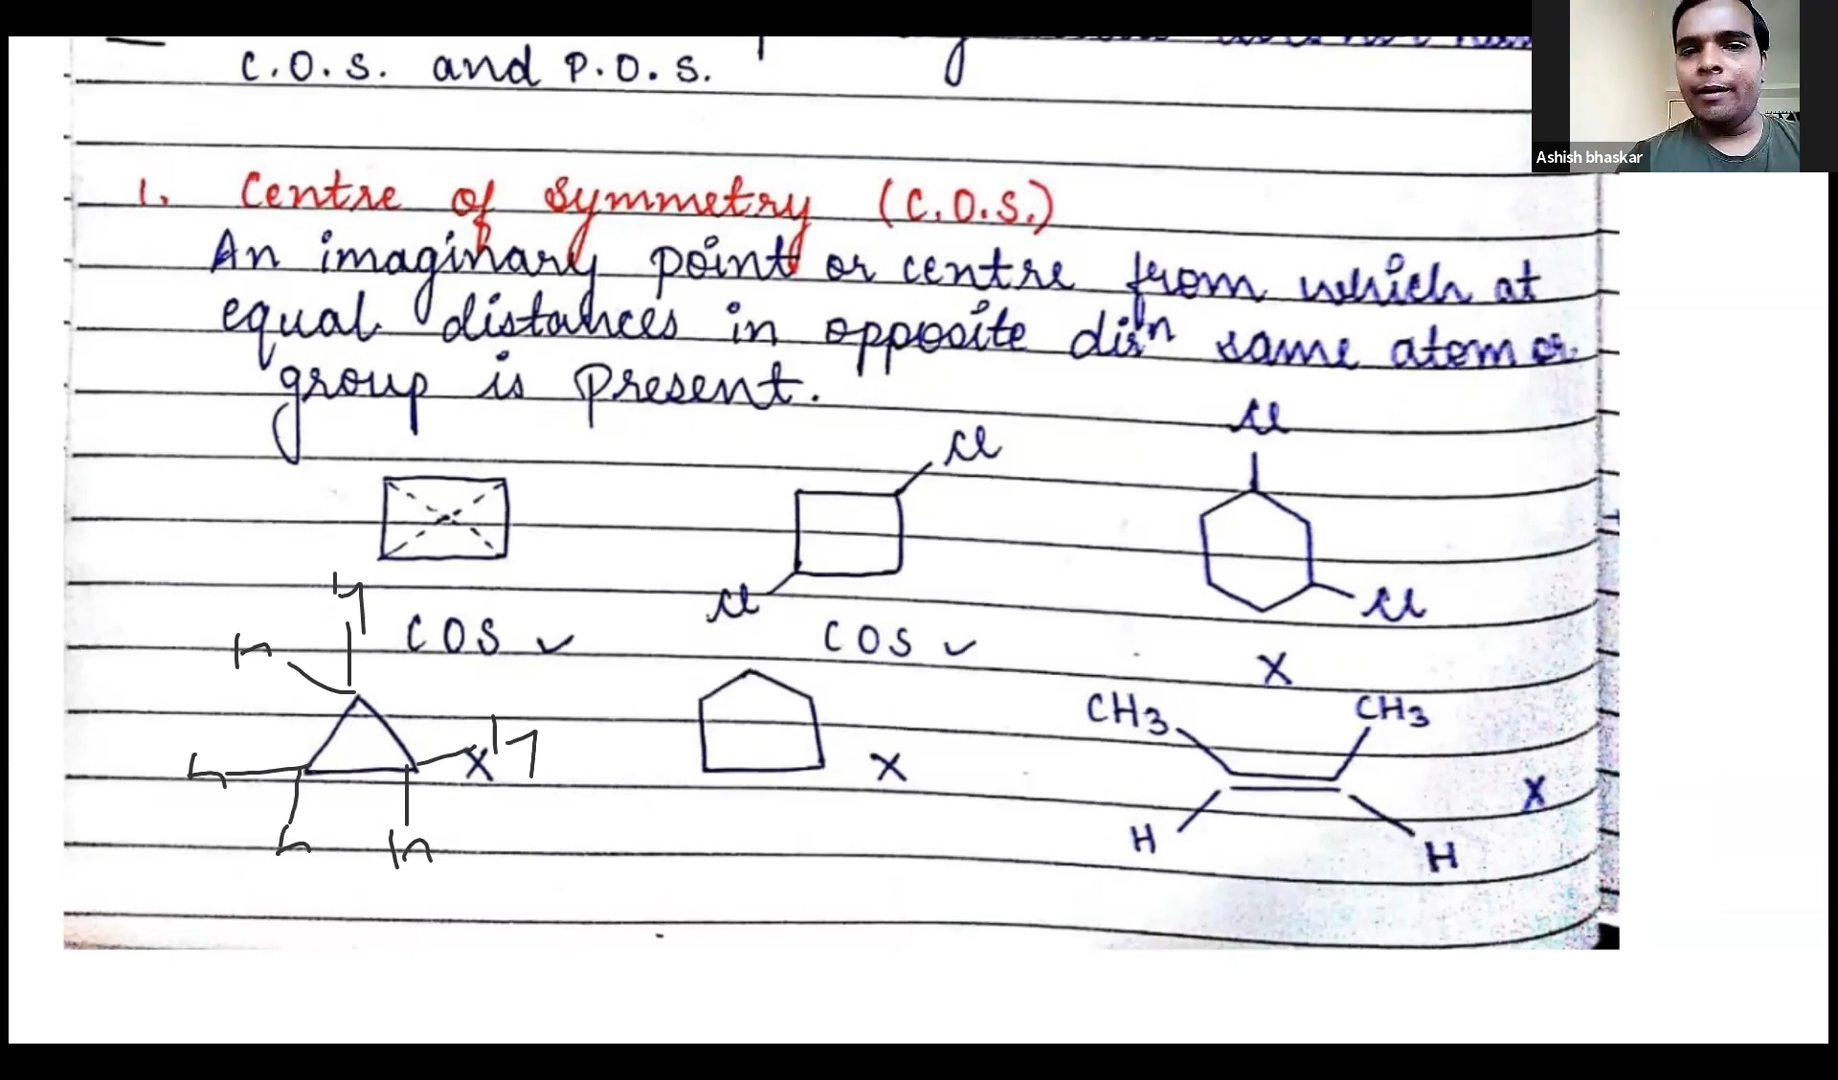 C.O.S. and P.O.S.
Ashish bhaskar
1. Centre of Symmetry (C.O.S.)
An imaginary point or centre from which at
equal distances in opposite dirn same atom or
group is present.
Cl
Cl
Cl
Cl
COS ✓
COS ✓
X
H
H
H
X H
H
H
X
CH3
CH3
X
H
H